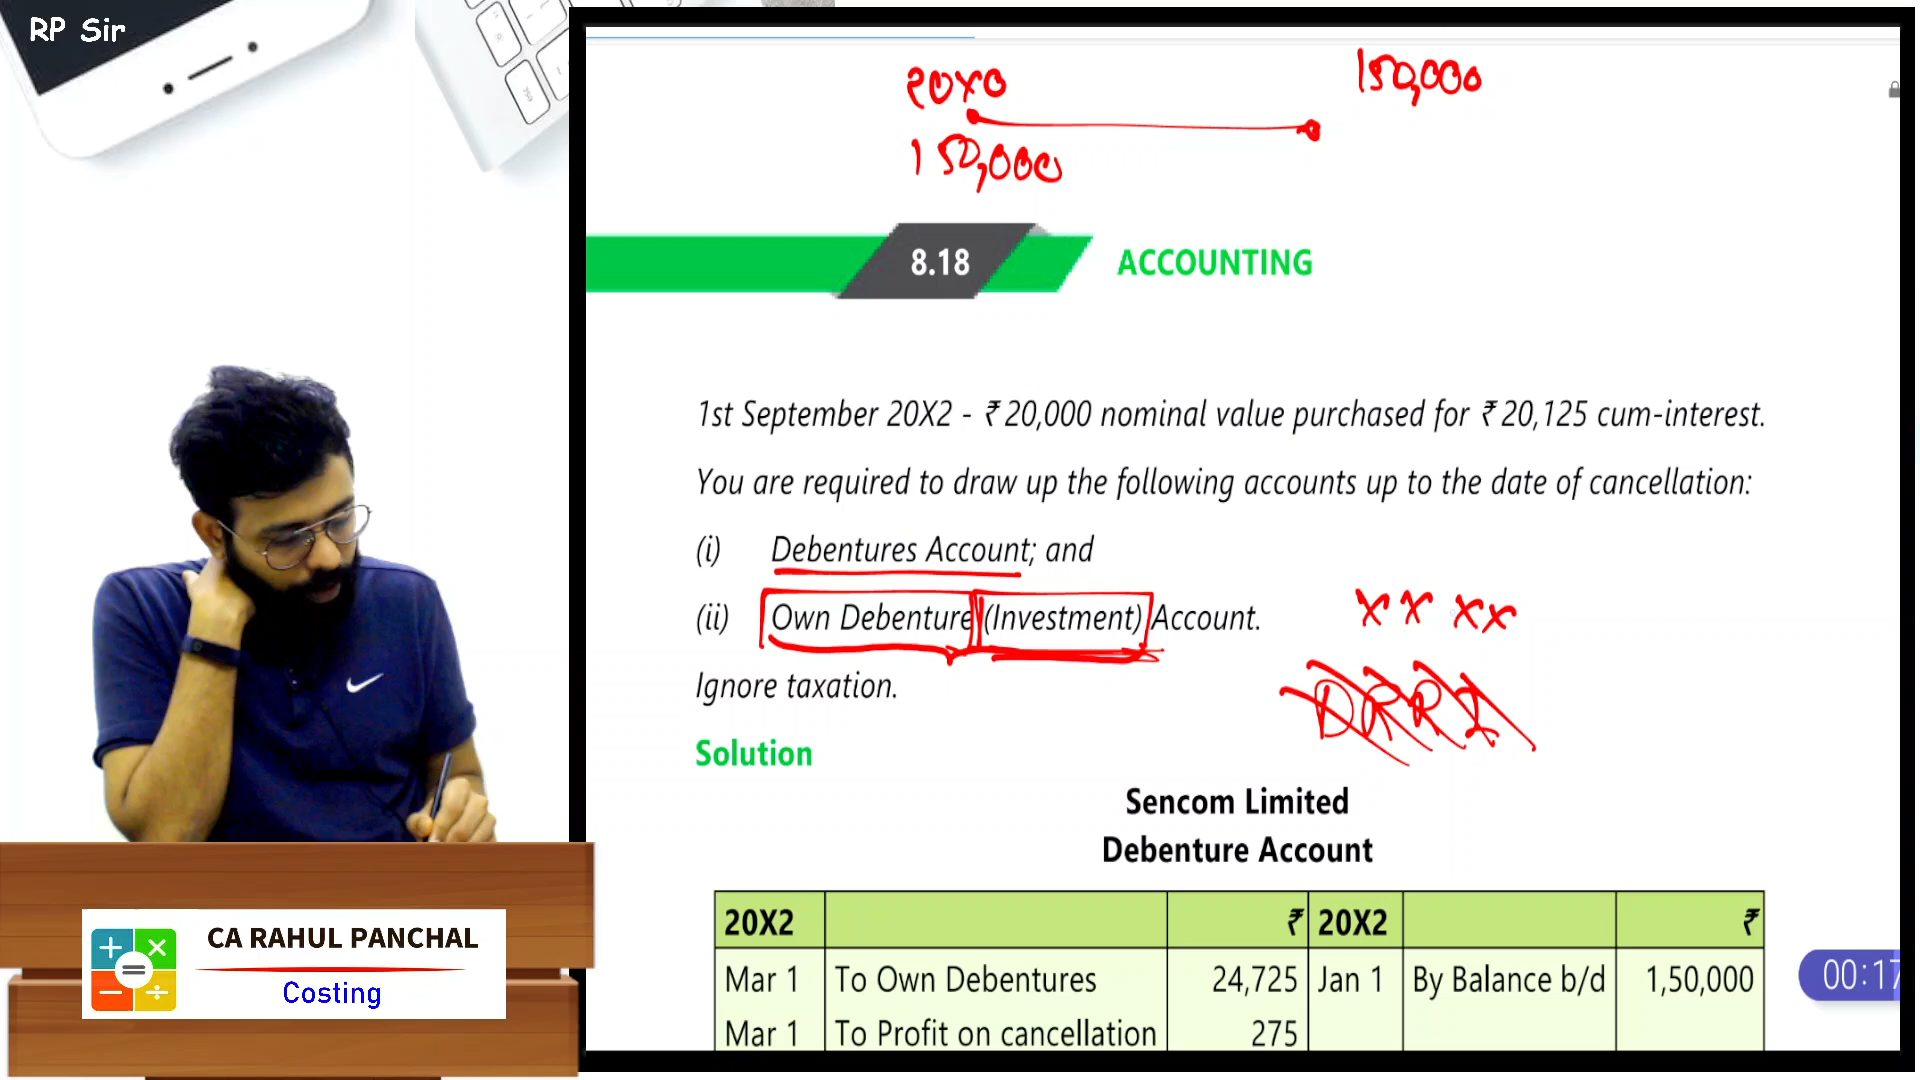 RP Sir
20X0
150,000
150,000
8.18
ACCOUNTING
1st September 20X2 - ₹ 20,000 nominal value purchased for ₹ 20,125 cum-interest.
You are required to draw up the following accounts up to the date of cancellation:
(i) Debentures Account; and
(ii) Own Debenture (Investment) Account.
X X X X
Ignore taxation.
DRRI
Solution
Sencom Limited
Debenture Account
20X2 ₹ 20X2 ₹
Mar 1 To Own Debentures 24,725 Jan 1 By Balance b/d 1,50,000
Mar 1 To Profit on cancellation 275
CA RAHUL PANCHAL
Costing
00:17